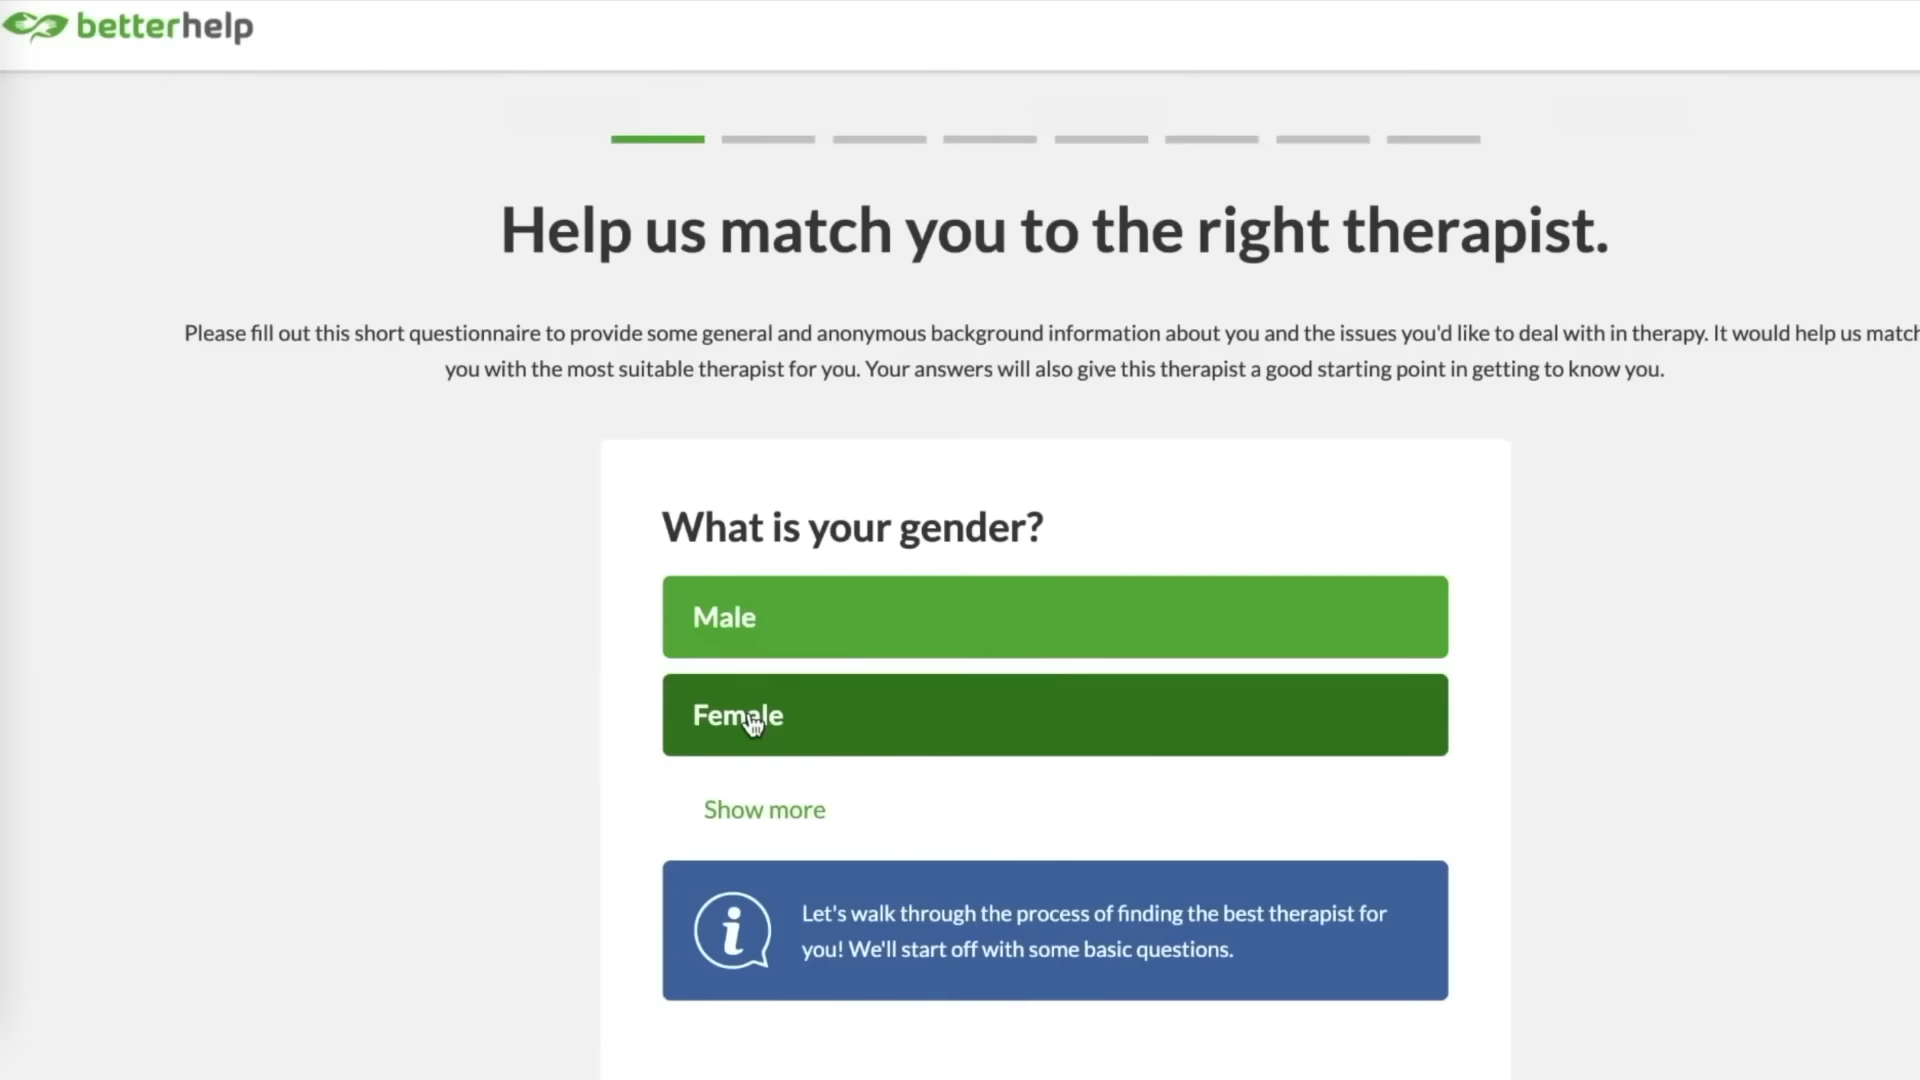 betterhelp
Help us match you to the right therapist.
Please fill out this short questionnaire to provide some general and anonymous background information about you and the issues you'd like to deal with in therapy. It would help us match
you with the most suitable therapist for you. Your answers will also give this therapist a good starting point in getting to know you.
What is your gender?
Male
Female
Show more
Let's walk through the process of finding the best therapist for
you! We'll start off with some basic questions.